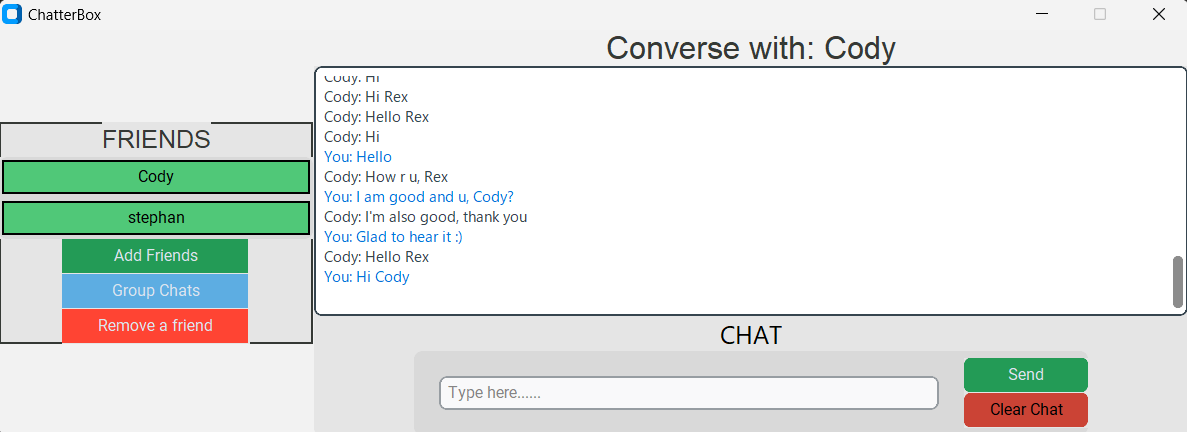 ChatterBox
Converse with: Cody
FRIENDS
Cody
stephan
Add Friends
Group Chats
Remove a friend
Cody: Hi
Cody: Hi Rex
Cody: Hello Rex
Cody: Hi
You: Hello
Cody: How r u, Rex
You: I am good and u, Cody?
Cody: I'm also good, thank you
You: Glad to hear it :)
Cody: Hello Rex
You: Hi Cody
CHAT
Type here......
Send
Clear Chat